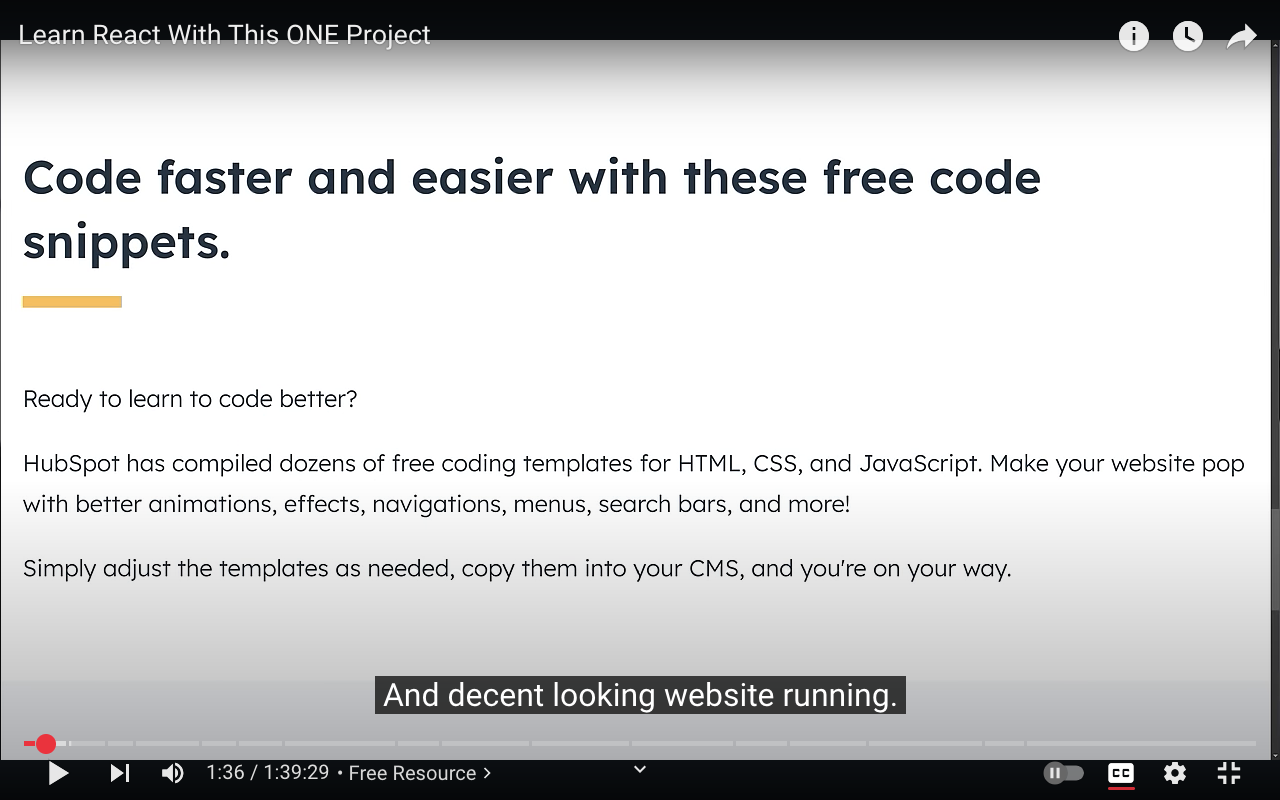 Learn React With This ONE Project
Code faster and easier with these free code
snippets.
Ready to learn to code better?
HubSpot has compiled dozens of free coding templates for HTML, CSS, and JavaScript. Make your website pop
with better animations, effects, navigations, menus, search bars, and more!
Simply adjust the templates as needed, copy them into your CMS, and you're on your way.
And decent looking website running.
1:36 / 1:39:29 • Free Resource
CC